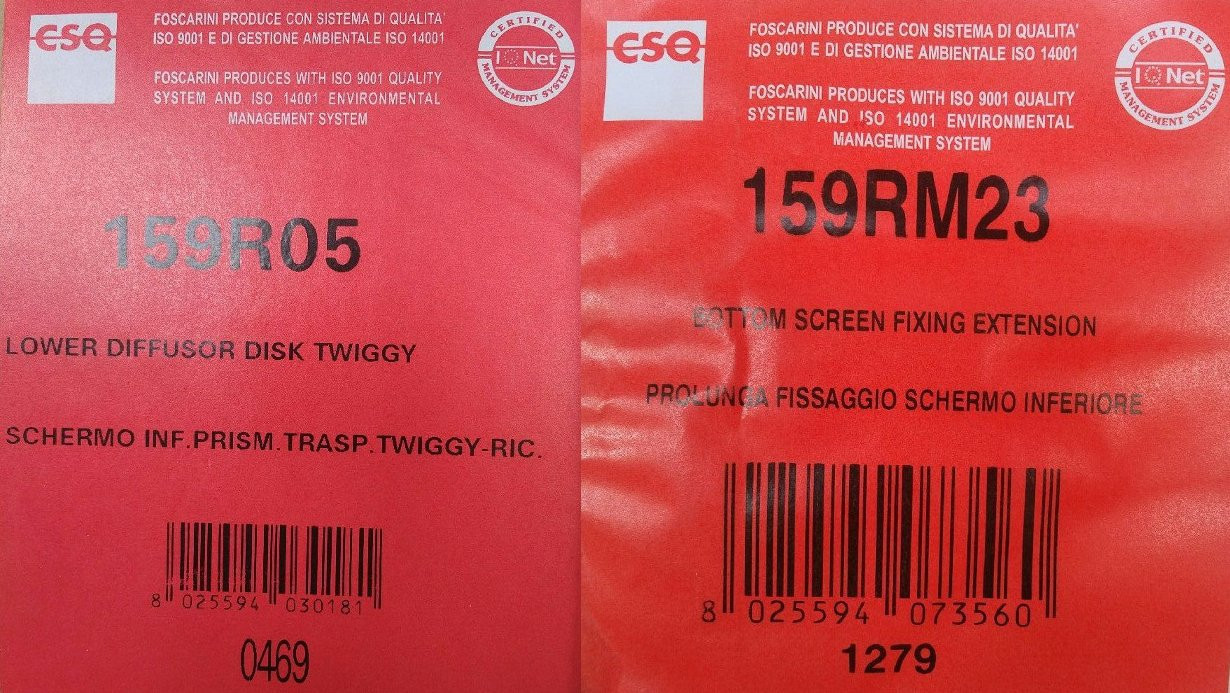 CSQ
FOSCARINI PRODUCE CON SISTEMA DI QUALITA'
ISO 9001 E DI GESTIONE AMBIENTALE ISO 14001
FOSCARINI PRODUCES WITH ISO 9001 QUALITY
SYSTEM AND ISO 14001 ENVIRONMENTAL
MANAGEMENT SYSTEM
CERTIFIED
IQNet
MANAGEMENT SYSTEM
159R05
LOWER DIFFUSOR DISK TWIGGY
SCHERMO INF.PRISM.TRASP.TWIGGY-RIC.
8 025594 030181
0469
CSQ
FOSCARINI PRODUCE CON SISTEMA DI QUALITA'
ISO 9001 E DI GESTIONE AMBIENTALE ISO 14001
FOSCARINI PRODUCES WITH ISO 9001 QUALITY
SYSTEM AND ISO 14001 ENVIRONMENTAL
MANAGEMENT SYSTEM
CERTIFIED
IQNet
MANAGEMENT SYSTEM
159RM23
BOTTOM SCREEN FIXING EXTENSION
PROLUNGA FISSAGGIO SCHERMO INFERIORE
8 025594 073560
1279